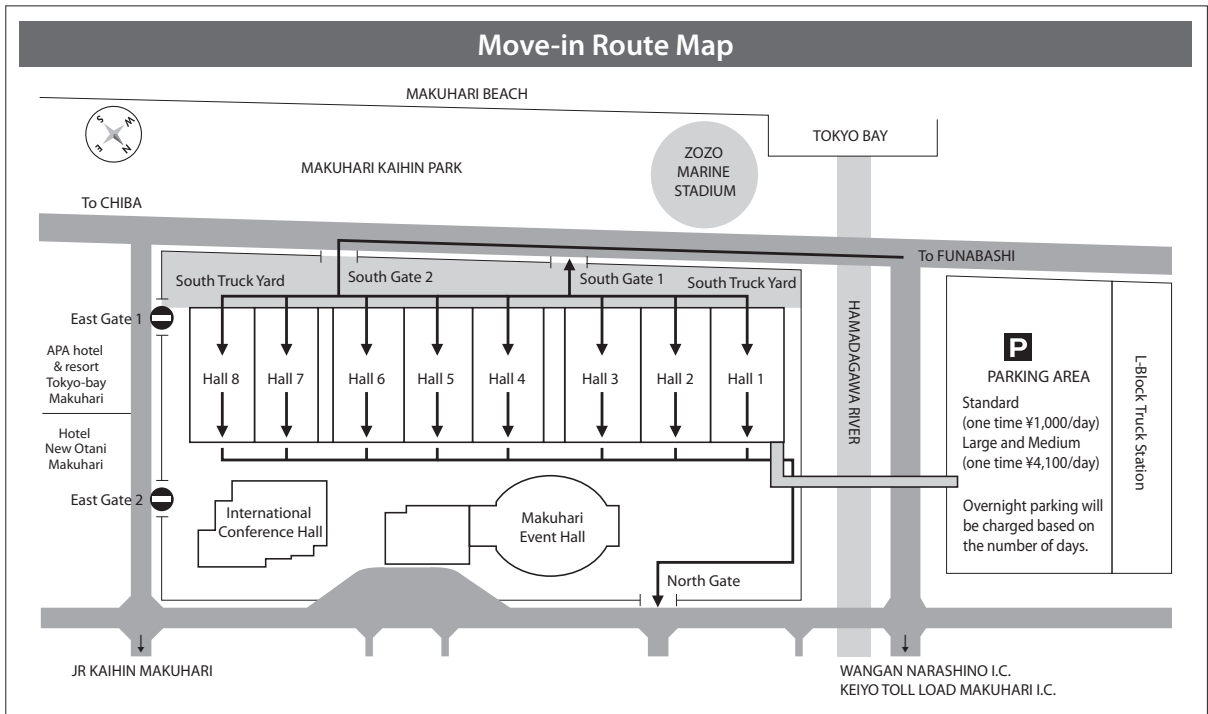 Move-in Route Map
MAKUHARI BEACH
S
W
E
N
TOKYO BAY
ZOZO
MARINE
STADIUM
MAKUHARI KAIHIN PARK
To CHIBA
To FUNABASHI
South Truck Yard
South Gate 2
South Gate 1
South Truck Yard
East Gate 1
APA hotel
& resort
Tokyo-bay
Makuhari
Hotel
New Otani
Makuhari
East Gate 2
Hall 8
Hall 7
Hall 6
Hall 5
Hall 4
Hall 3
Hall 2
Hall 1
HAMADAGAWA RIVER
P
PARKING AREA
Standard
(one time ¥1,000/day)
Large and Medium
(one time ¥4,100/day)
Overnight parking will
be charged based on
the number of days.
L-Block Truck Station
International
Conference Hall
Makuhari
Event Hall
North Gate
JR KAIHIN MAKUHARI
WANGAN NARASHINO I.C.
KEIYO TOLL LOAD MAKUHARI I.C.